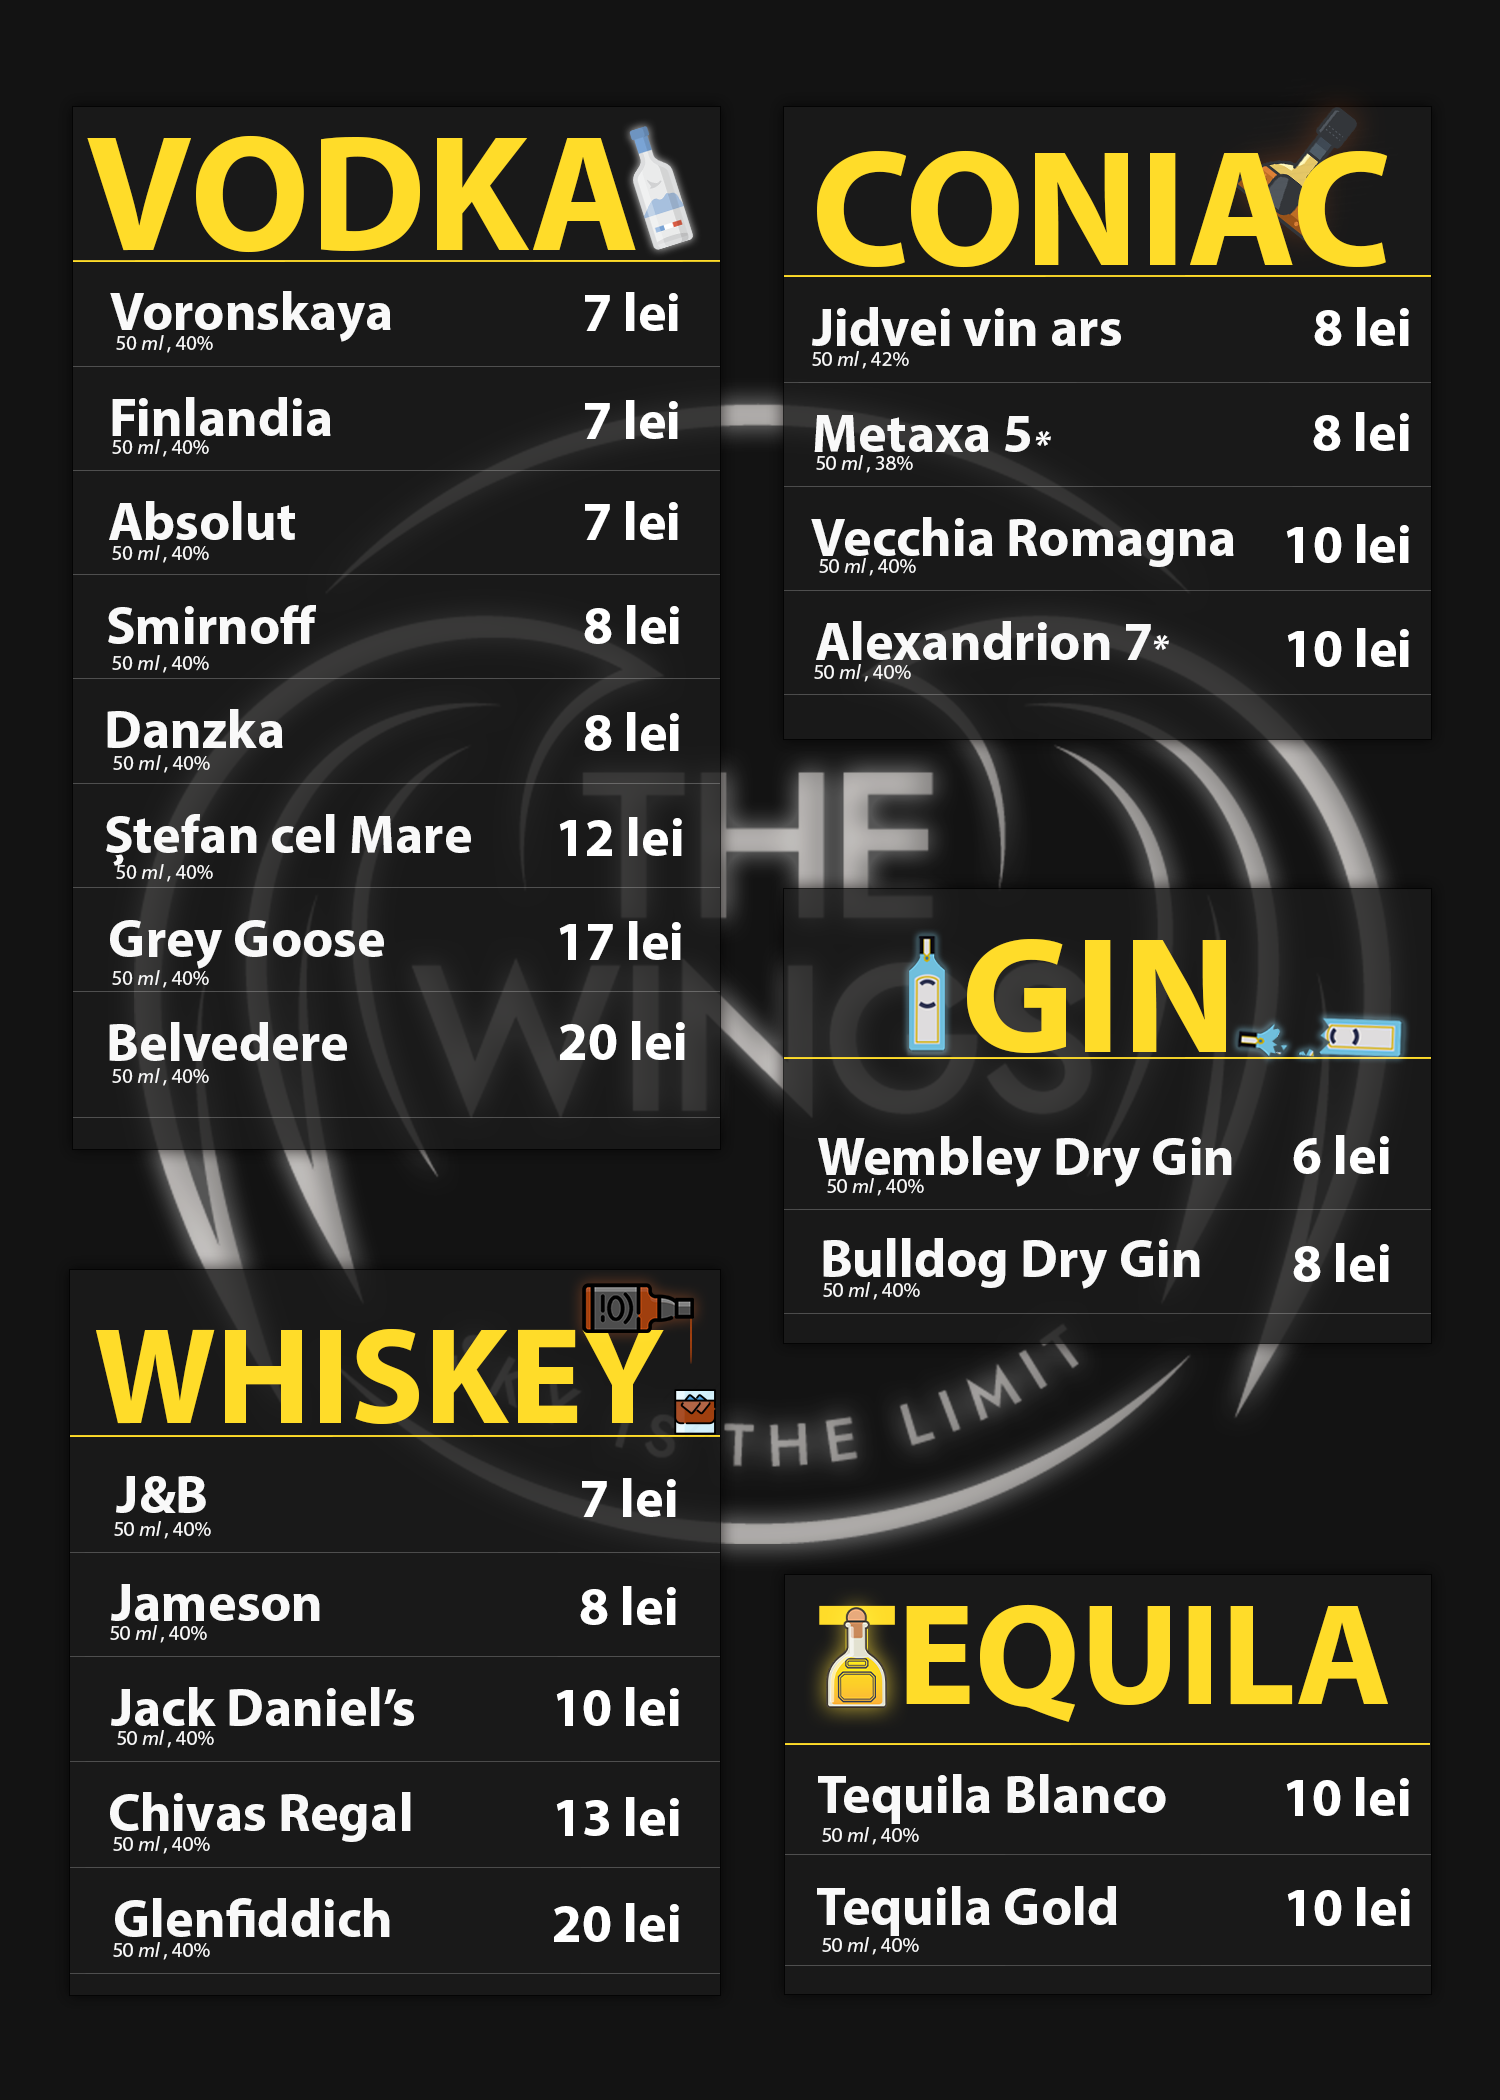 VODKA
Voronskaya 7 lei
50 ml, 40%
Finlandia 7 lei
50 ml, 40%
Absolut 7 lei
50 ml, 40%
Smirnoff 8 lei
50 ml, 40%
Danzka 8 lei
50 ml, 40%
Ștefan cel Mare 12 lei
50 ml, 40%
Grey Goose 17 lei
50 ml, 40%
Belvedere 20 lei
50 ml, 40%
WHISKEY
J&B 7 lei
50 ml, 40%
Jameson 8 lei
50 ml, 40%
Jack Daniel’s 10 lei
50 ml, 40%
Chivas Regal 13 lei
50 ml, 40%
Glenfiddich 20 lei
50 ml, 40%
CONIAC
Jidvei vin ars 8 lei
50 ml, 42%
Metaxa 5* 8 lei
50 ml, 38%
Vecchia Romagna 10 lei
50 ml, 40%
Alexandrion 7* 10 lei
50 ml, 40%
GIN
Wembley Dry Gin 6 lei
50 ml, 40%
Bulldog Dry Gin 8 lei
50 ml, 40%
TEQUILA
Tequila Blanco 10 lei
50 ml, 40%
Tequila Gold 10 lei
50 ml, 40%
THE
WINGS
SKY IS THE LIMIT